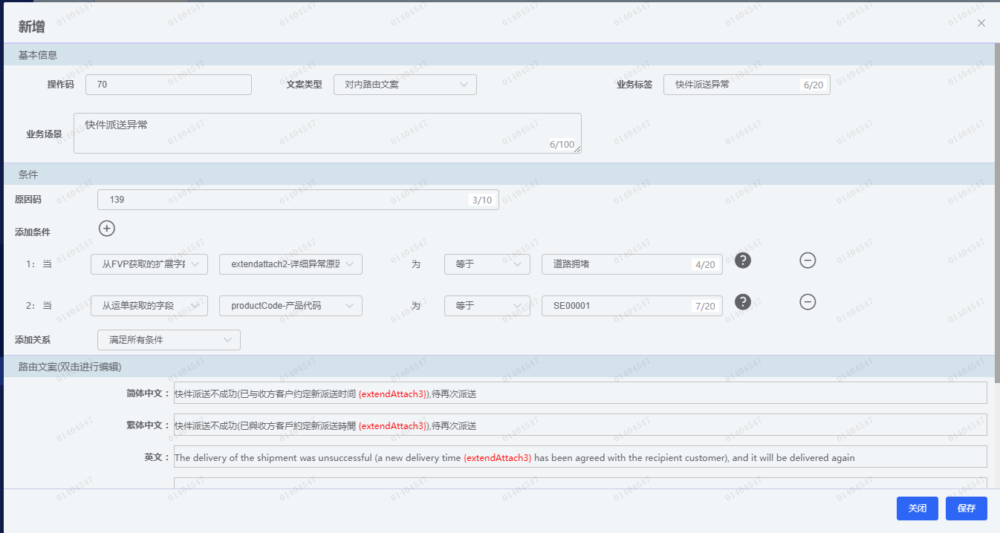 新增
基本信息
操作码 70 文案类型 对内路由文案 业务标签 快件派送异常 6/20
业务场景 快件派送异常 6/100
条件
原因码 139 3/10
添加条件
1: 当 从FVP获取的扩展字 extendattach2-详细异常原因 为 等于 道路拥堵 4/20 ?
2: 当 从运单获取的字段 productCode-产品代码 为 等于 SE00001 7/20 ?
添加关系 满足所有条件
路由文案(双击进行编辑)
简体中文: 快件派送不成功(已与收方客户约定新派送时间 {extendAttach3}),待再次派送
繁体中文: 快件派送不成功(已與收方客戶約定新派送時間 {extendAttach3}),待再次派送
英文: The delivery of the shipment was unsuccessful (a new delivery time {extendAttach3} has been agreed with the recipient customer), and it will be delivered again
关闭 保存
01404547